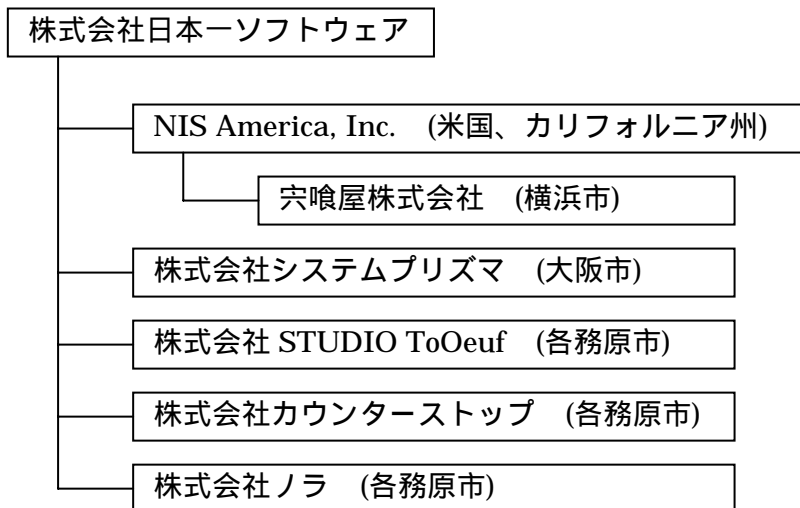 株式会社日本一ソフトウェア
NIS America, Inc. (米国、カリフォルニア州)
宍喰屋株式会社 (横浜市)
株式会社システムプリズマ (大阪市)
株式会社 STUDIO ToOeuf (各務原市)
株式会社カウンターストップ (各務原市)
株式会社ノラ (各務原市)